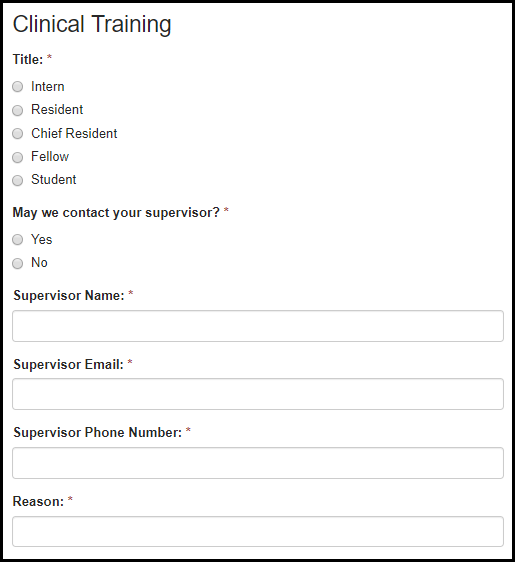 Clinical Training
Title: *
Intern
Resident
Chief Resident
Fellow
Student
May we contact your supervisor? *
Yes
No
Supervisor Name: *
Supervisor Email: *
Supervisor Phone Number: *
Reason: *